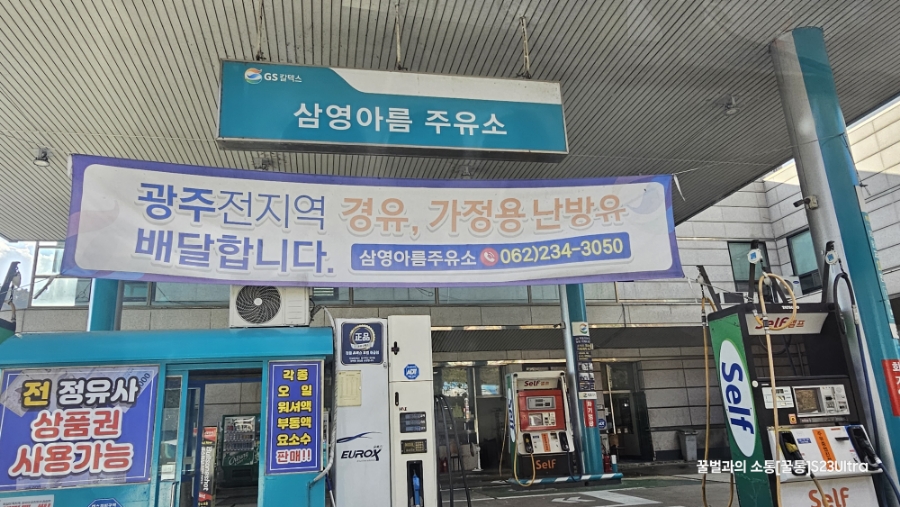 GS칼텍스
삼영아름 주유소
광주전지역 경유, 가정용 난방유
배달합니다. 삼영아름주유소 062)234-3050
전 정유사
상품권
사용가능
각종
오일
워셔액
부동액
요소수
판매!!
正品
EUROX
Self
Self
Self
Self 펌프
Self
꿀벌과의 소통[꿀통]S23Ultra